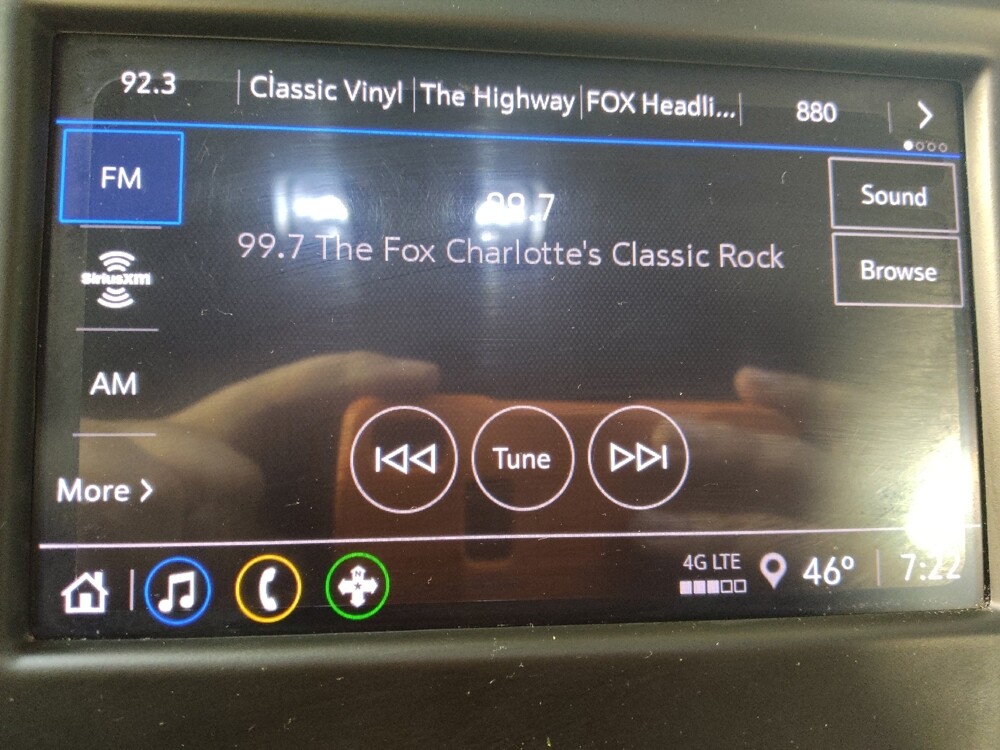 92.3 Classic Vinyl The Highway FOX Headli... 880
FM
99.7
Sound
99.7 The Fox Charlotte's Classic Rock
SiriusXM
Browse
AM
Tune
More
N
4G LTE
46°
7:22